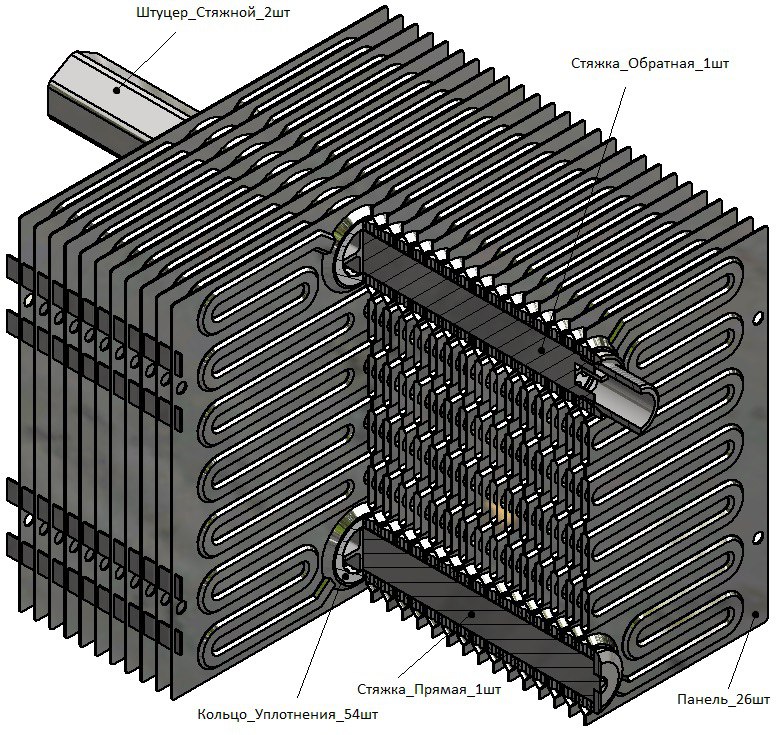 Штуцер_Стяжной_2шт
Стяжка_Обратная_1шт
Стяжка_Прямая_1шт
Панель_26шт
Кольцо_Уплотнения_54шт